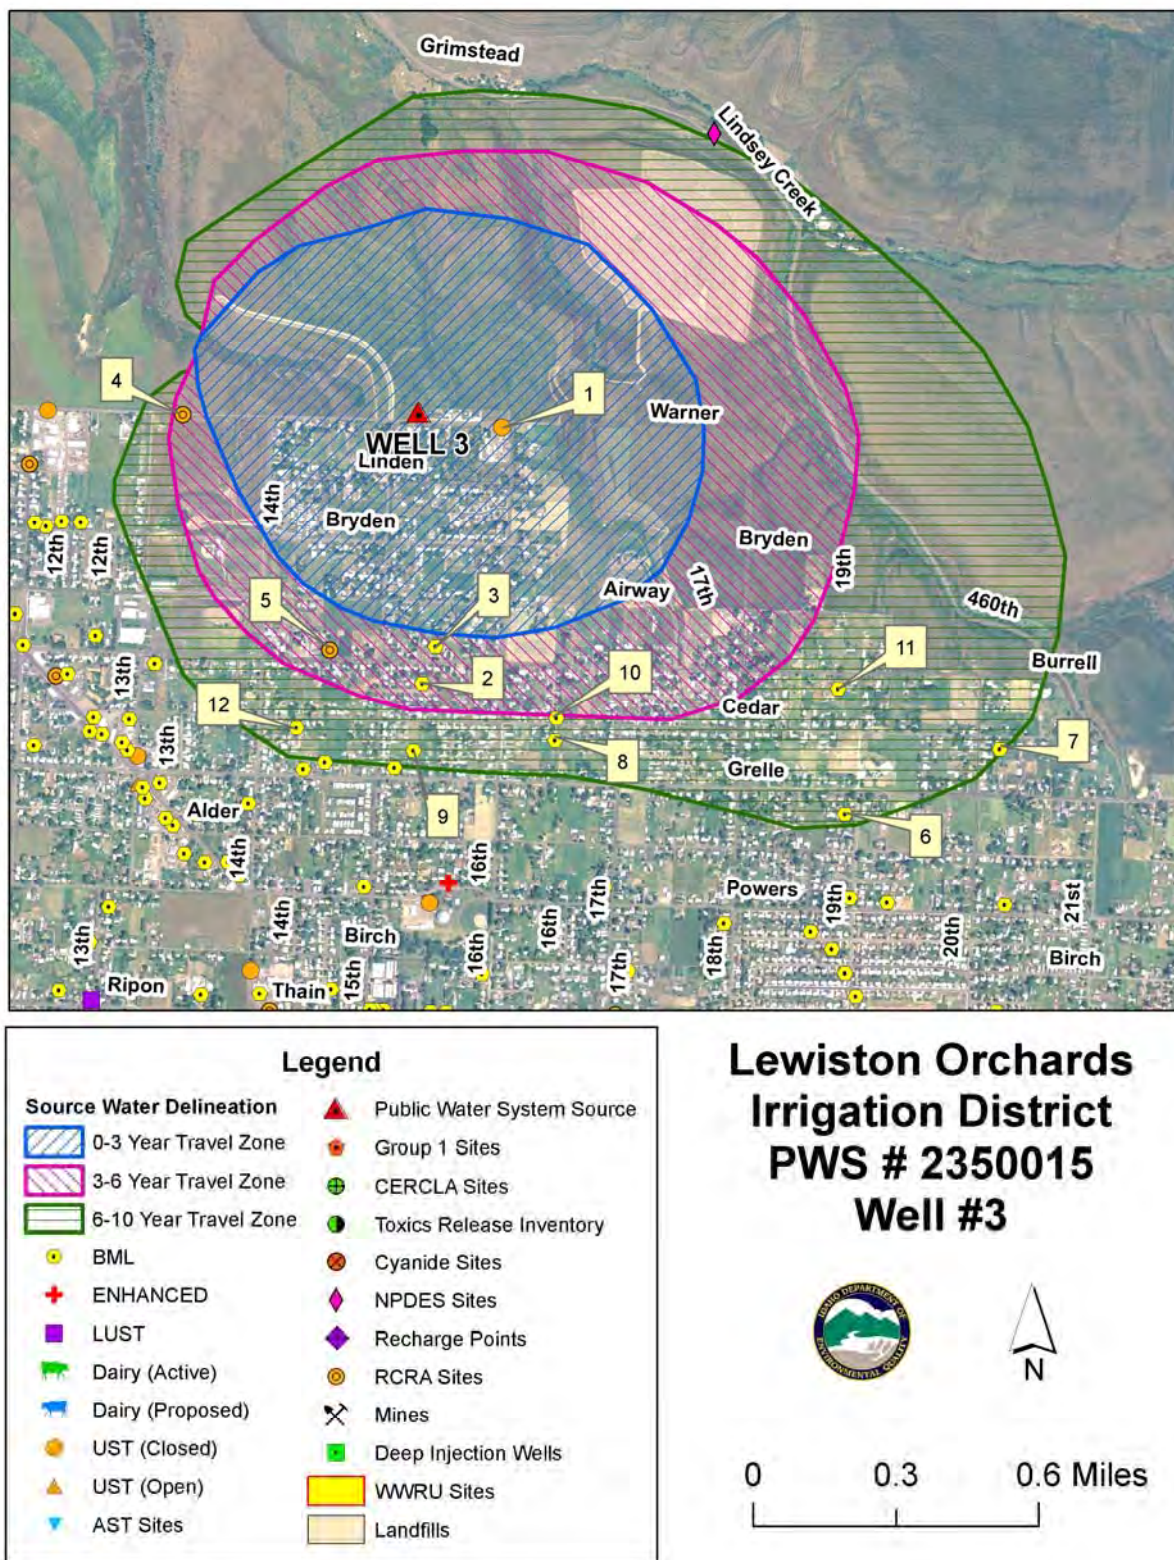 Grimstead
Lindsey Creek
4
1
Warner
WELL 3
Linden
14th
Bryden
Bryden
12th
12th
19th
17th
Airway
3
5
460th
11
Burrell
13th
2
10
12
Cedar
7
13th
8
Grelle
9
6
Alder
14th
16th
17th
Powers
19th
21st
14th
Birch
16th
16th
13th
18th
20th
Birch
17th
15th
Ripon
Thain
Legend
Source Water Delineation
0-3 Year Travel Zone
3-6 Year Travel Zone
6-10 Year Travel Zone
BML
ENHANCED
LUST
Dairy (Active)
Dairy (Proposed)
UST (Closed)
UST (Open)
AST Sites
Public Water System Source
Group 1 Sites
CERCLA Sites
Toxics Release Inventory
Cyanide Sites
NPDES Sites
Recharge Points
RCRA Sites
Mines
Deep Injection Wells
WWRU Sites
Landfills
Lewiston Orchards
Irrigation District
PWS # 2350015
Well #3
IDAHO DEPARTMENT OF
ENVIRONMENTAL QUALITY
N
0 0.3 0.6 Miles